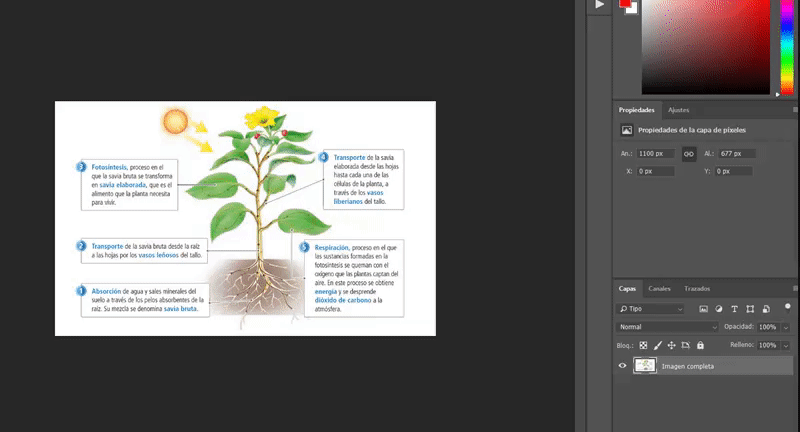 3 Fotosíntesis, proceso en el
que la savia bruta se transforma
en savia elaborada, que es el
alimento que la planta necesita
para vivir.
4 Transporte de la savia
elaborada desde las hojas
hasta cada una de las
células de la planta, a
través de los vasos
liberianos del tallo.
2 Transporte de la savia bruta desde la raíz
a las hojas por los vasos leñosos del tallo.
5 Respiración, proceso en el que
las sustancias formadas en la
fotosíntesis se queman con el
oxígeno que las plantas captan del
aire. En este proceso se obtiene
energía y se desprende
dióxido de carbono a la
atmósfera.
1 Absorción de agua y sales minerales del
suelo a través de los pelos absorbentes de la
raíz. Su mezcla se denomina savia bruta.
Propiedades Ajustes
Propiedades de la capa de píxeles
An.: 1100 px Al.: 677 px
X: 0 px Y: 0 px
Capas Canales Trazados
Tipo
Normal Opacidad: 100%
Bloq.: Relleno: 100%
Imagen completa